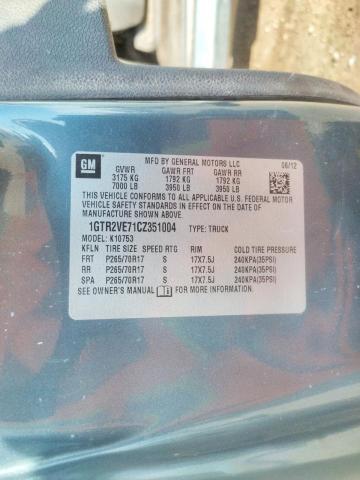 GM
MFD BY GENERAL MOTORS LLC 06/12
GVWR GAWR FRT GAWR RR
3175 KG 1792 KG 1792 KG
7000 LB 3950 LB 3950 LB
THIS VEHICLE CONFORMS TO ALL APPLICABLE U.S. FEDERAL MOTOR
VEHICLE SAFETY STANDARDS IN EFFECT ON THE DATE OF
MANUFACTURE SHOWN ABOVE.
1GTR2VE71CZ351004 TYPE: TRUCK
MODEL: K10753
KFLN TIRE SIZE SPEED RTG RIM COLD TIRE PRESSURE
FRT P265/70R17 S 17X7.5J 240KPA(35PSI)
RR P265/70R17 S 17X7.5J 240KPA(35PSI)
SPA P265/70R17 S 17X7.5J 240KPA(35PSI)
SEE OWNER'S MANUAL FOR MORE INFORMATION.